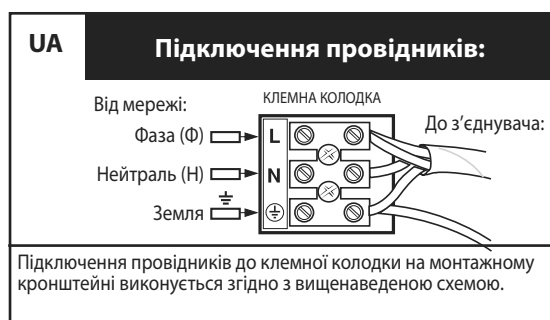 UA
Підключення провідників:
Від мережі:
КЛЕМНА КОЛОДКА
До з’єднувача:
Фаза (Ф)
L
Нейтраль (Н)
N
Земля
Підключення провідників до клемної колодки на монтажному
кронштейні виконується згідно з вищенаведеною схемою.